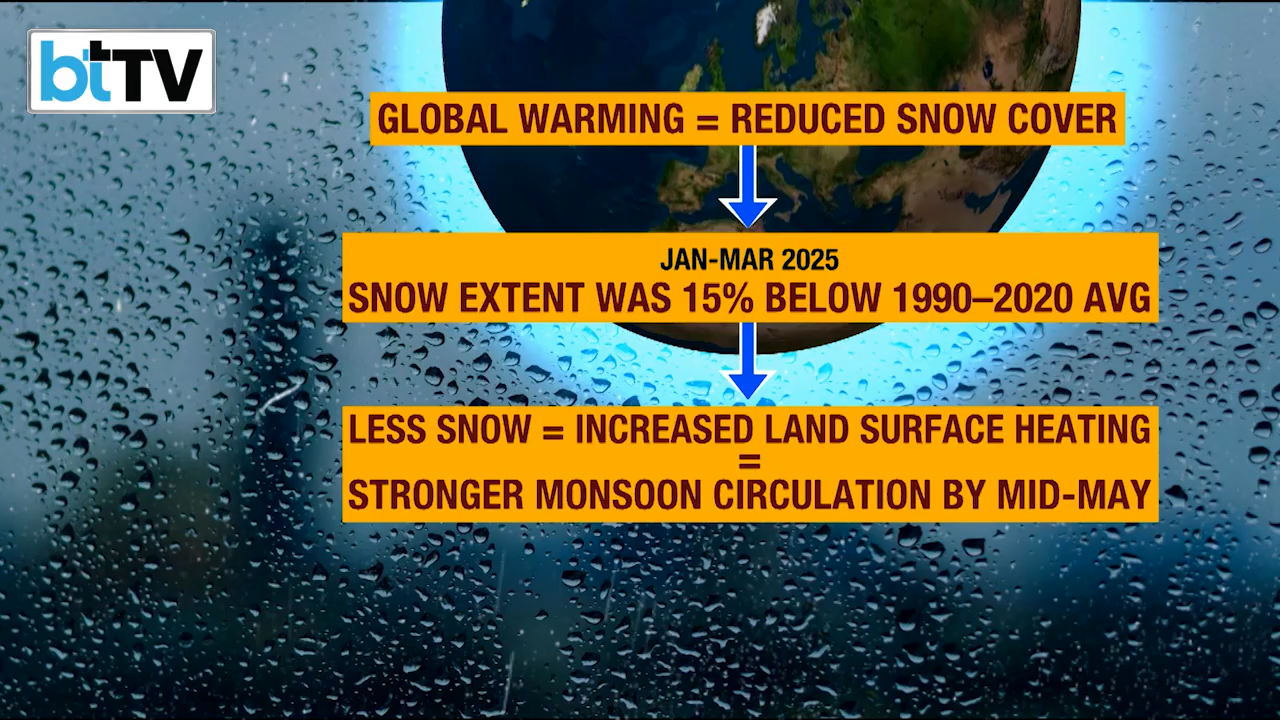 btTV
GLOBAL WARMING = REDUCED SNOW COVER
JAN-MAR 2025
SNOW EXTENT WAS 15% BELOW 1990–2020 AVG
LESS SNOW = INCREASED LAND SURFACE HEATING
=
STRONGER MONSOON CIRCULATION BY MID-MAY